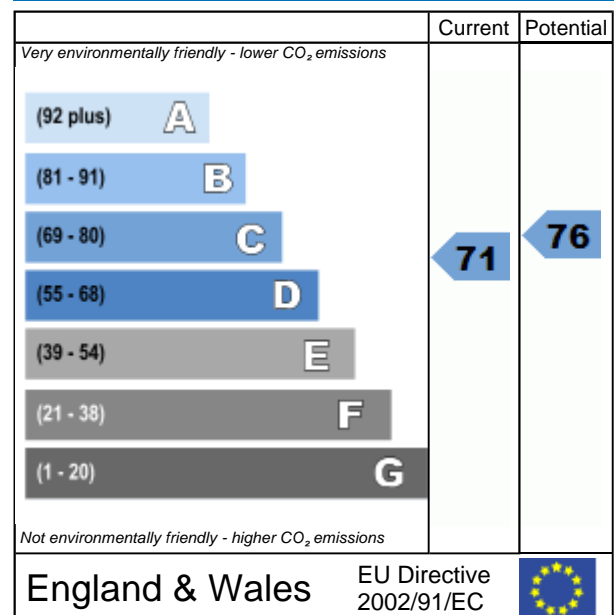 Current Potential
Very environmentally friendly - lower CO₂ emissions
(92 plus) A
(81 - 91) B
(69 - 80) C
(55 - 68) D
(39 - 54) E
(21 - 38) F
(1 - 20) G
71
76
Not environmentally friendly - higher CO₂ emissions
England & Wales
EU Directive
2002/91/EC